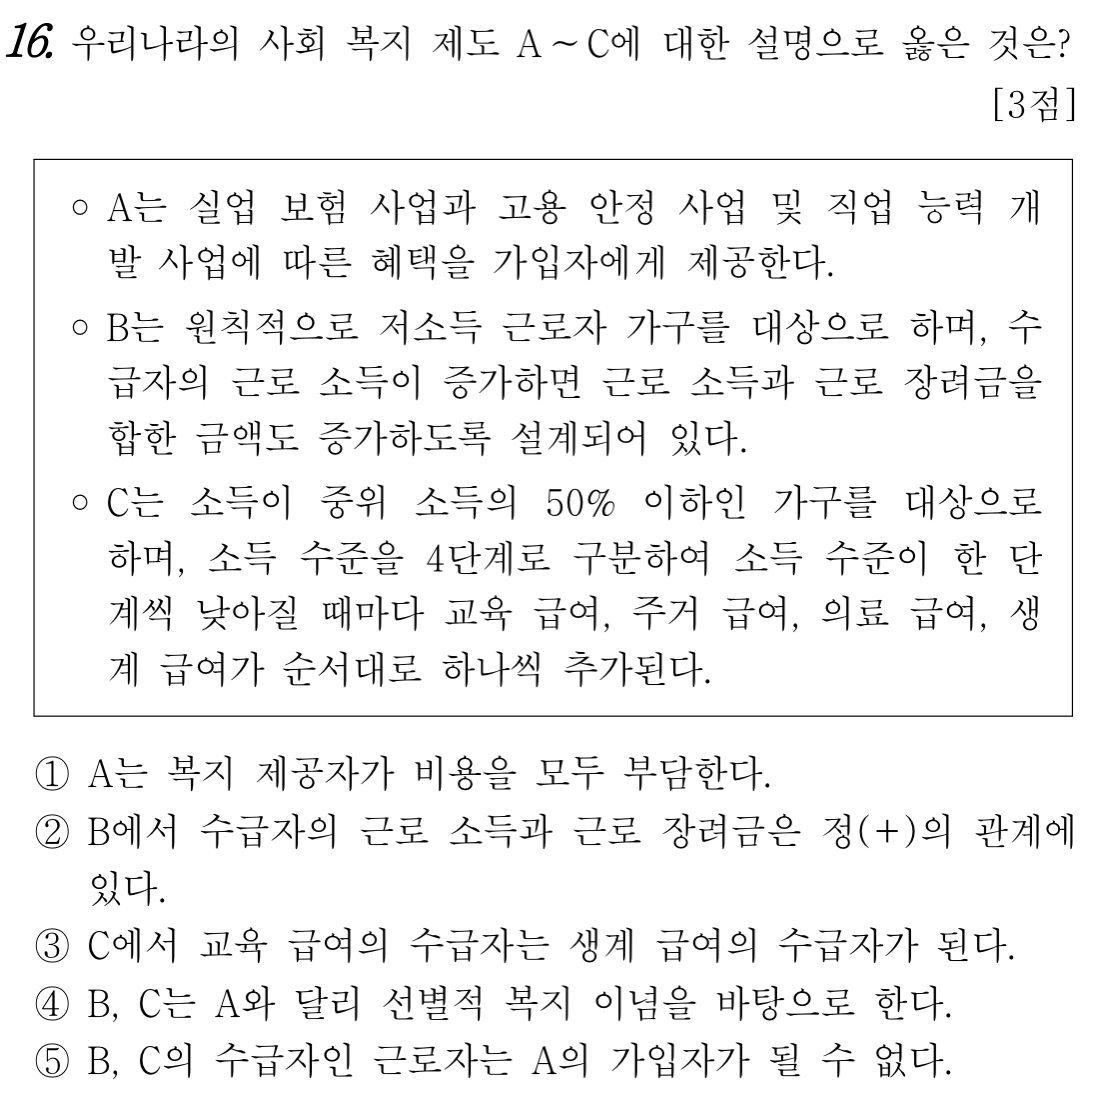 16. 우리나라의 사회 복지 제도 A～C에 대한 설명으로 옳은 것은?
[3점]
◦ A는 실업 보험 사업과 고용 안정 사업 및 직업 능력 개
발 사업에 따른 혜택을 가입자에게 제공한다.
◦ B는 원칙적으로 저소득 근로자 가구를 대상으로 하며, 수
급자의 근로 소득이 증가하면 근로 소득과 근로 장려금을
합한 금액도 증가하도록 설계되어 있다.
◦ C는 소득이 중위 소득의 50% 이하인 가구를 대상으로
하며, 소득 수준을 4단계로 구분하여 소득 수준이 한 단
계씩 낮아질 때마다 교육 급여, 주거 급여, 의료 급여, 생
계 급여가 순서대로 하나씩 추가된다.
① A는 복지 제공자가 비용을 모두 부담한다.
② B에서 수급자의 근로 소득과 근로 장려금은 정(+)의 관계에
있다.
③ C에서 교육 급여의 수급자는 생계 급여의 수급자가 된다.
④ B, C는 A와 달리 선별적 복지 이념을 바탕으로 한다.
⑤ B, C의 수급자인 근로자는 A의 가입자가 될 수 없다.